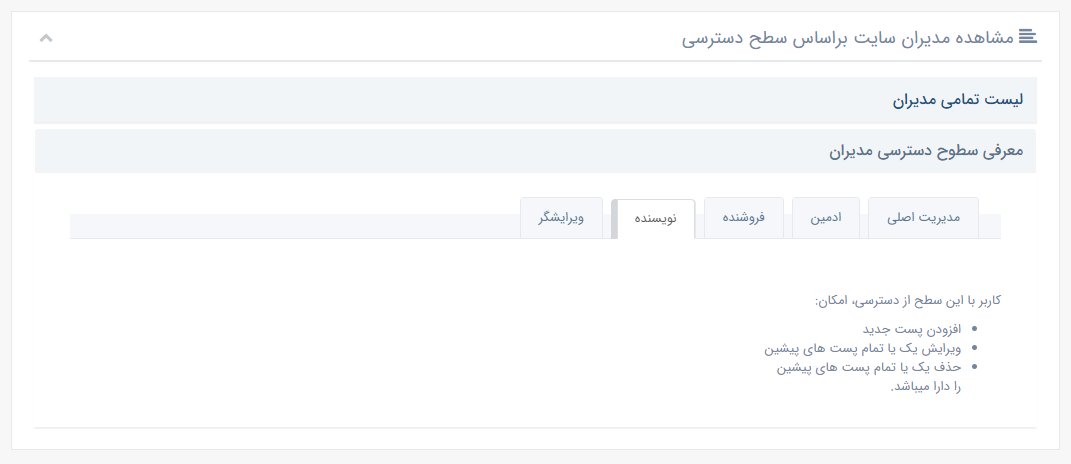 مشاهده مدیران سایت براساس سطح دسترسی
لیست تمامی مدیران
معرفی سطوح دسترسی مدیران
مدیریت اصلی
ادمین
فروشنده
نویسنده
ویرایشگر
کاربر با این سطح از دسترسی، امکان:
افزودن پست جدید
ویرایش یک یا تمام پست های پیشین
حذف یک یا تمام پست های پیشین
را دارا میباشد.